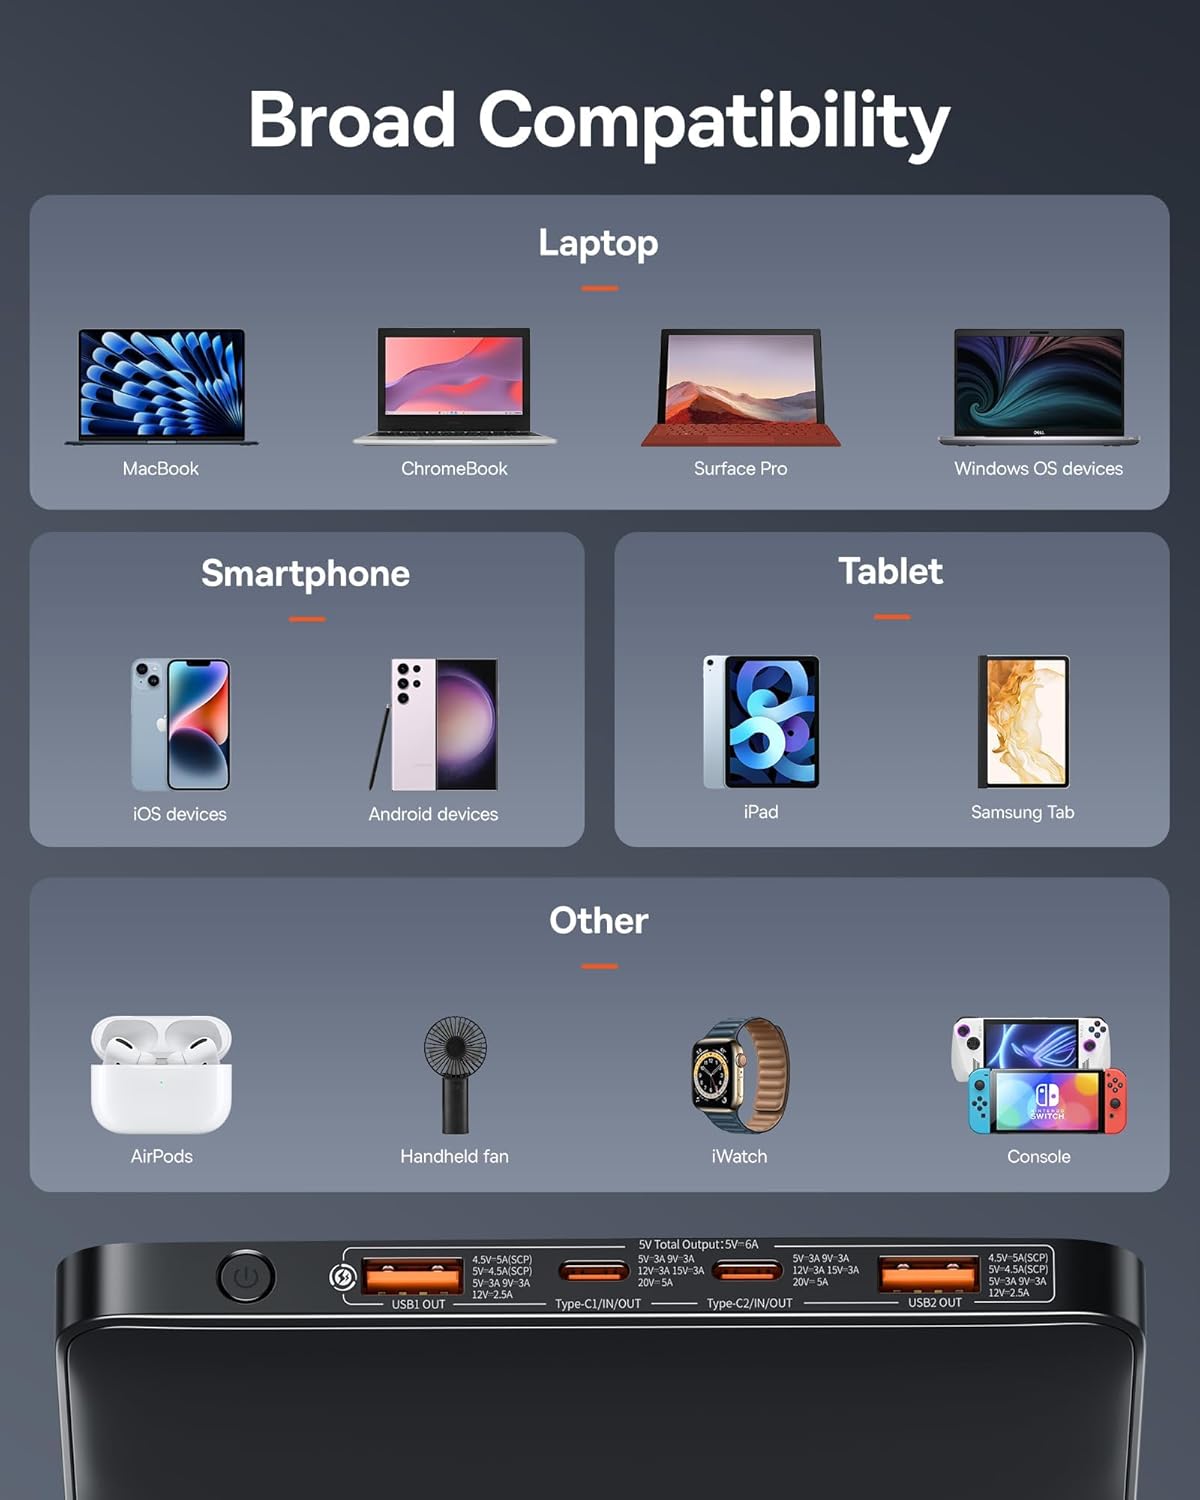 Broad Compatibility
Laptop
DELL
MacBook
ChromeBook
Surface Pro
Windows OS devices
Smartphone
iOS devices
Android devices
Tablet
iPad
Samsung Tab
Other
NINTENDO
SWITCH
AirPods
Handheld fan
iWatch
Console
5V Total Output:5V⎓6A
4.5V⎓5A(SCP)
5V⎓4.5A(SCP)
5V⎓3A 9V⎓3A
12V⎓2.5A
USB1 OUT
5V⎓3A 9V⎓3A
12V⎓3A 15V⎓3A
20V⎓5A
Type-C1/IN/OUT
5V⎓3A 9V⎓3A
12V⎓3A 15V⎓3A
20V⎓5A
Type-C2/IN/OUT
4.5V⎓5A(SCP)
5V⎓4.5A(SCP)
5V⎓3A 9V⎓3A
12V⎓2.5A
USB2 OUT